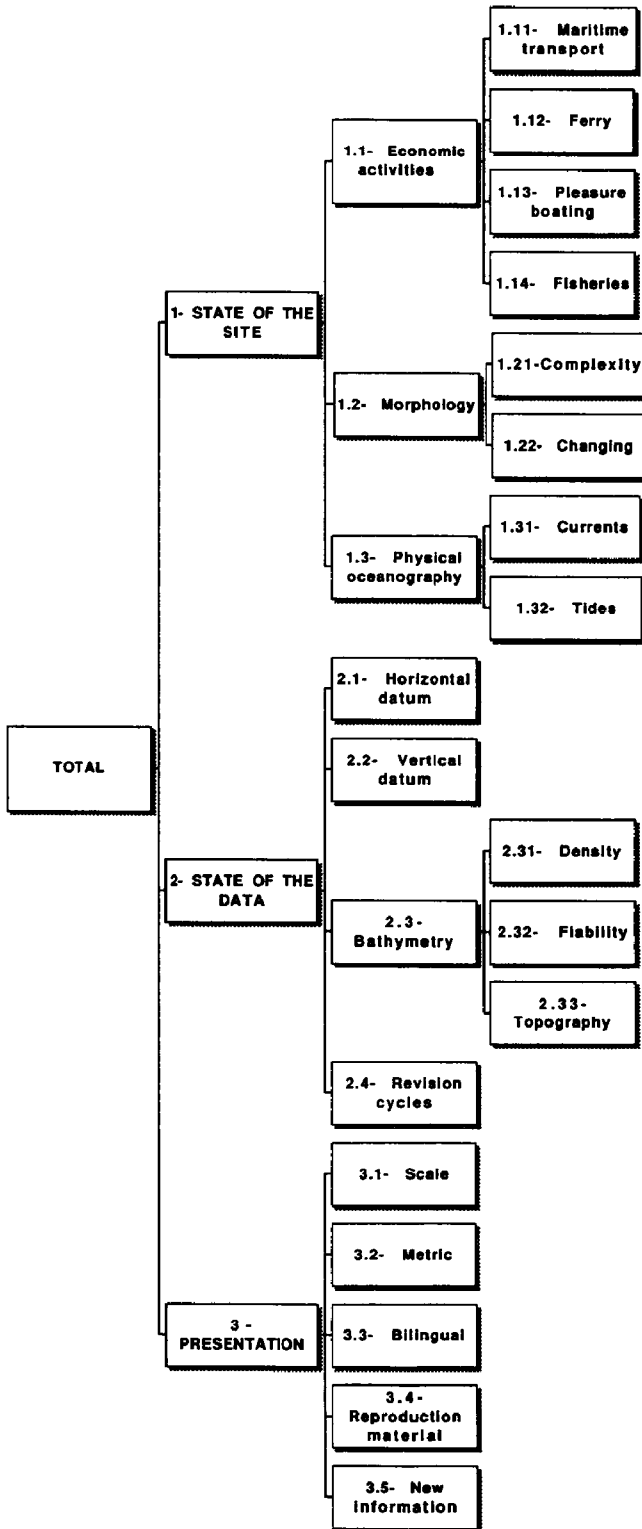 TOTAL
1- STATE OF THE
SITE
1.1- Economic
activities
1.11- Maritime
transport
1.12- Ferry
1.13- Pleasure
boating
1.14- Fisheries
1.2- Morphology
1.21-Complexity
1.22- Changing
1.3- Physical
oceanography
1.31- Currents
1.32- Tides
2- STATE OF THE
DATA
2.1- Horizontal
datum
2.2- Vertical
datum
2.3-
Bathymetry
2.31- Density
2.32- Fiability
2.33-
Topography
2.4- Revision
cycles
3 -
PRESENTATION
3.1- Scale
3.2- Metric
3.3- Bilingual
3.4-
Reproduction
material
3.5- New
information